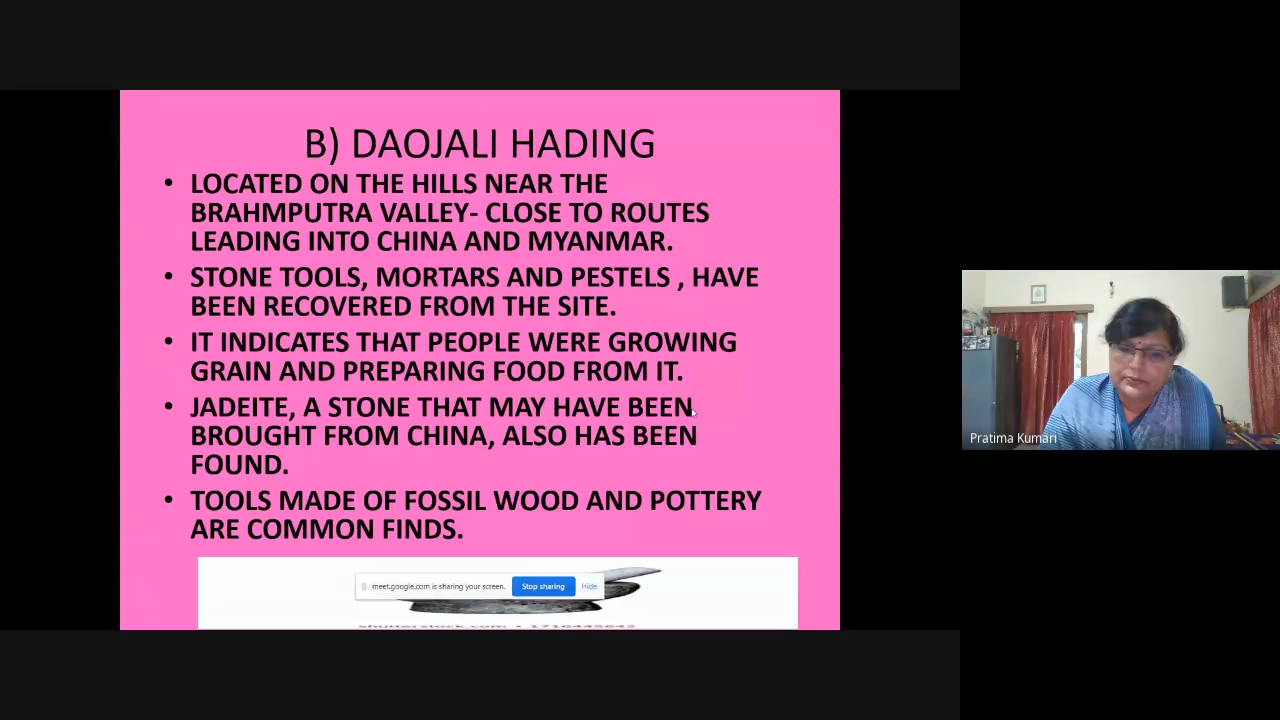 B) DAOJALI HADING
• LOCATED ON THE HILLS NEAR THE
BRAHMPUTRA VALLEY- CLOSE TO ROUTES
LEADING INTO CHINA AND MYANMAR.
• STONE TOOLS, MORTARS AND PESTELS , HAVE
BEEN RECOVERED FROM THE SITE.
• IT INDICATES THAT PEOPLE WERE GROWING
GRAIN AND PREPARING FOOD FROM IT.
• JADEITE, A STONE THAT MAY HAVE BEEN
BROUGHT FROM CHINA, ALSO HAS BEEN
FOUND.
• TOOLS MADE OF FOSSIL WOOD AND POTTERY
ARE COMMON FINDS.
meet.google.com is sharing your screen. Stop sharing Hide
shutterstock.com • 1716445642
Pratima Kumari